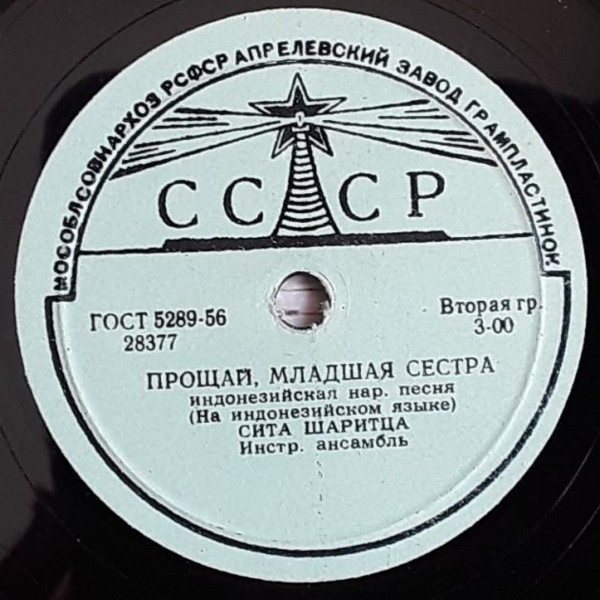 МОСОБЛСОВНАРХОЗ РСФСР АПРЕЛЕВСКИЙ ЗАВОД ГРАМПЛАСТИНОК
СССР
ГОСТ 5289-56
28377
Вторая гр.
3-00
ПРОЩАЙ, МЛАДШАЯ СЕСТРА
индонезийская нар. песня
(На индонезийском языке)
СИТА ШАРИТЦА
Инстр. ансамбль